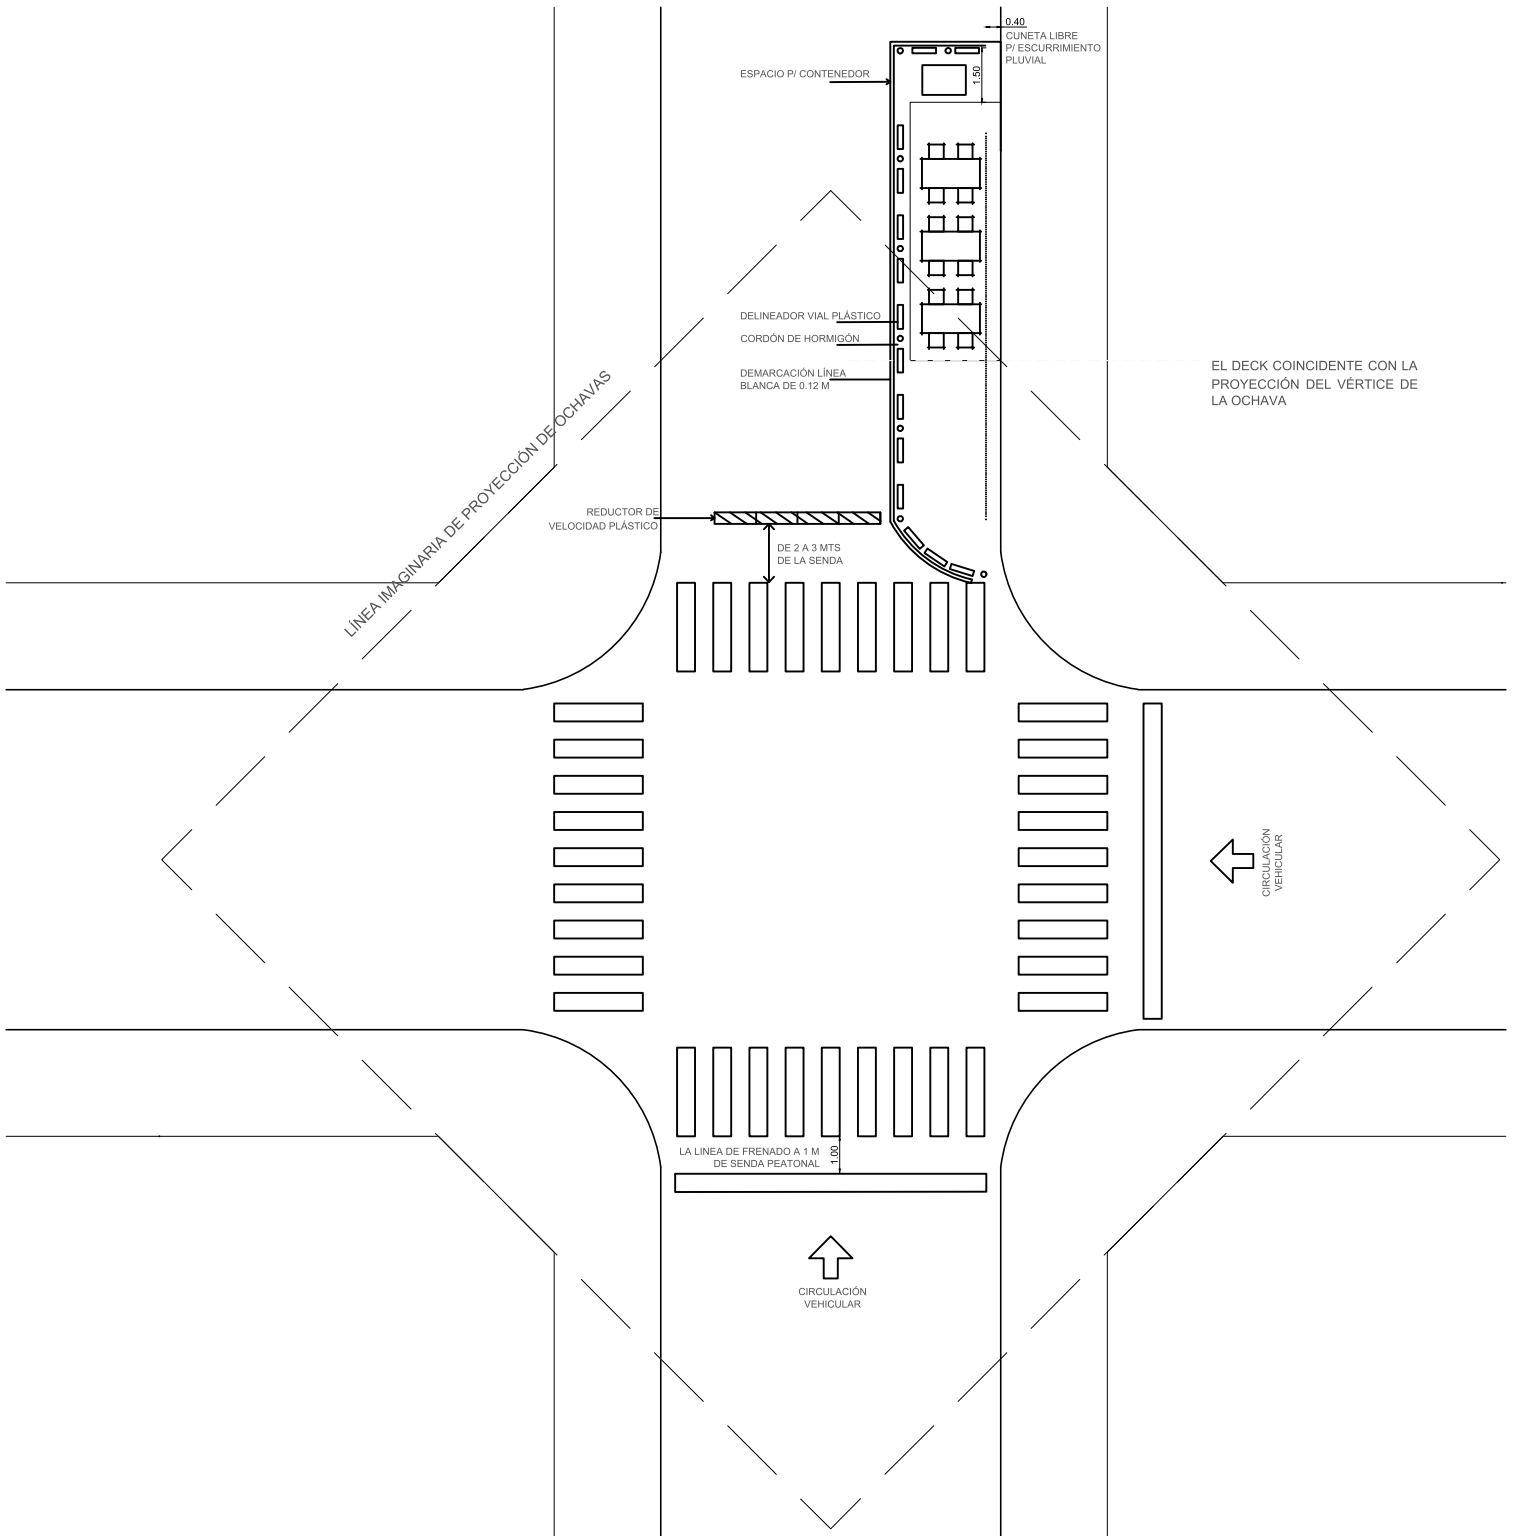 0.40
CUNETA LIBRE
P/ ESCURRIMIENTO
PLUVIAL
ESPACIO P/ CONTENEDOR
1.50
DELINEADOR VIAL PLÁSTICO
CORDÓN DE HORMIGÓN
DEMARCACIÓN LÍNEA
BLANCA DE 0.12 M
EL DECK COINCIDENTE CON LA
PROYECCIÓN DEL VÉRTICE DE
LA OCHAVA
LÍNEA IMAGINARIA DE PROYECCIÓN DE OCHAVAS
REDUCTOR DE
VELOCIDAD PLÁSTICO
DE 2 A 3 MTS
DE LA SENDA
CIRCULACIÓN
VEHICULAR
LA LINEA DE FRENADO A 1 M
DE SENDA PEATONAL
1.00
CIRCULACIÓN
VEHICULAR